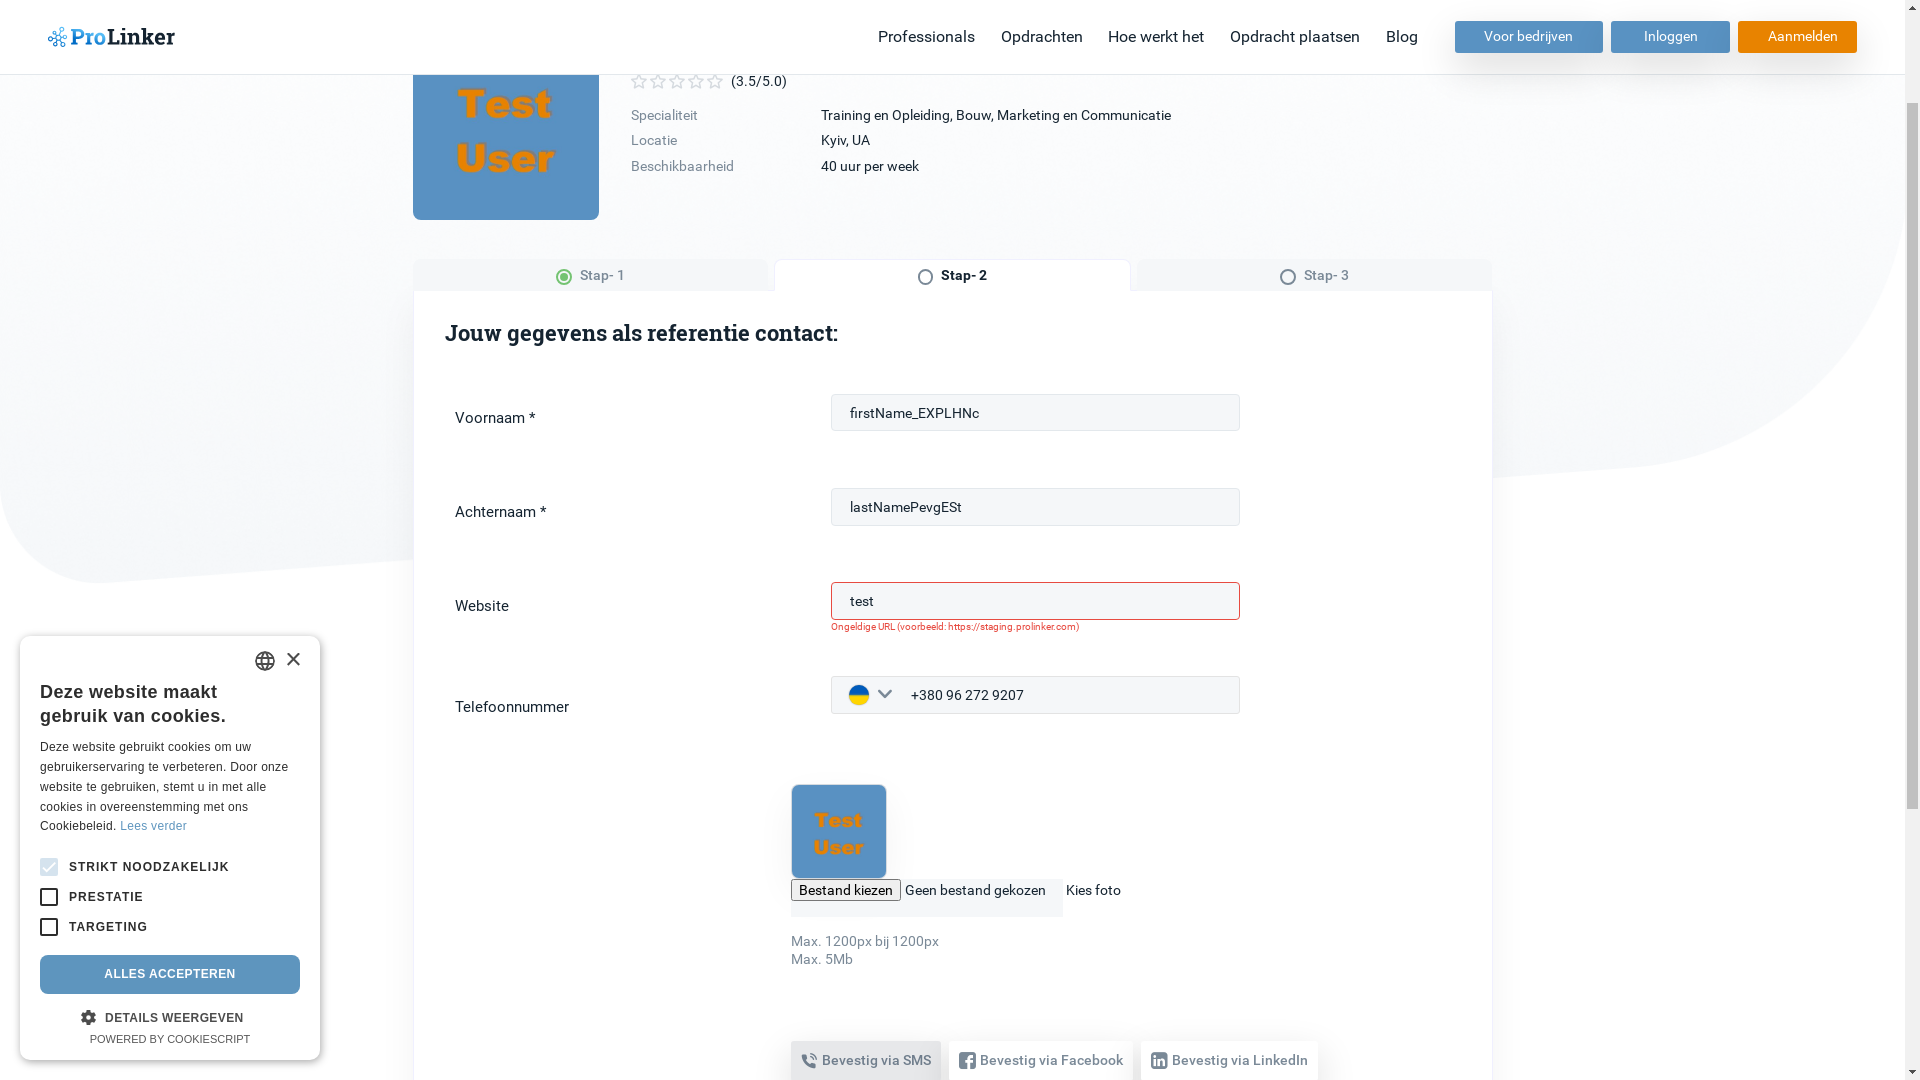 ProLinker
Professionals Opdrachten Hoe werkt het Opdracht plaatsen Blog Voor bedrijven Inloggen Aanmelden
Test
User
(3.5/5.0)
Specialiteit Training en Opleiding, Bouw, Marketing en Communicatie
Locatie Kyiv, UA
Beschikbaarheid 40 uur per week
Stap- 1 Stap- 2 Stap- 3
Jouw gegevens als referentie contact:
Voornaam * firstName_EXPLHNc
Achternaam * lastNamePevgESt
Website test
Ongeldige URL (voorbeeld: https://staging.prolinker.com)
Telefoonnummer +380 96 272 9207
Test
User
Bestand kiezen Geen bestand gekozen Kies foto
Max. 1200px bij 1200px
Max. 5Mb
Bevestig via SMS Bevestig via Facebook Bevestig via LinkedIn
×
Deze website maakt
gebruik van cookies.
Deze website gebruikt cookies om uw
gebruikerservaring te verbeteren. Door onze
website te gebruiken, stemt u in met alle
cookies in overeenstemming met ons
Cookiebeleid. Lees verder
STRIKT NOODZAKELIJK
PRESTATIE
TARGETING
ALLES ACCEPTEREN
DETAILS WEERGEVEN
POWERED BY COOKIESCRIPT